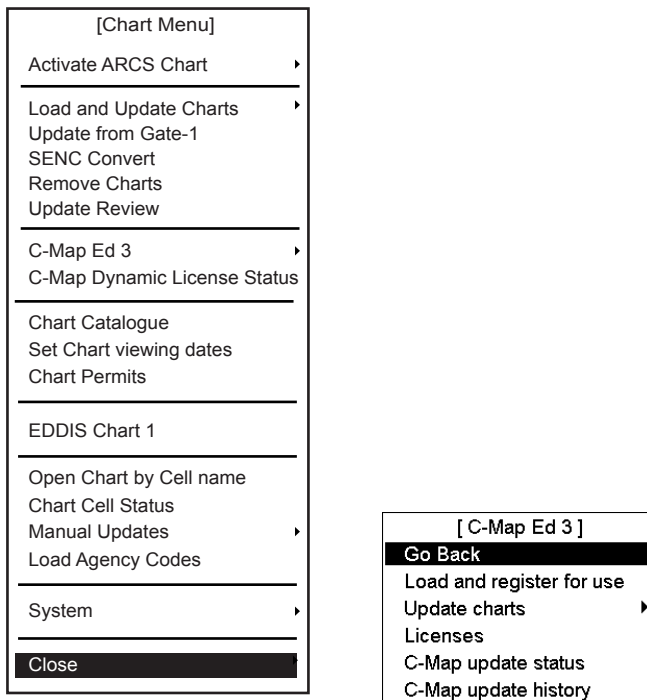 [Chart Menu]
Activate ARCS Chart
Load and Update Charts
Update from Gate-1
SENC Convert
Remove Charts
Update Review
C-Map Ed 3
C-Map Dynamic License Status
Chart Catalogue
Set Chart viewing dates
Chart Permits
EDDIS Chart 1
Open Chart by Cell name
Chart Cell Status
Manual Updates
Load Agency Codes
System
Close
[ C-Map Ed 3 ]
Go Back
Load and register for use
Update charts
Licenses
C-Map update status
C-Map update history